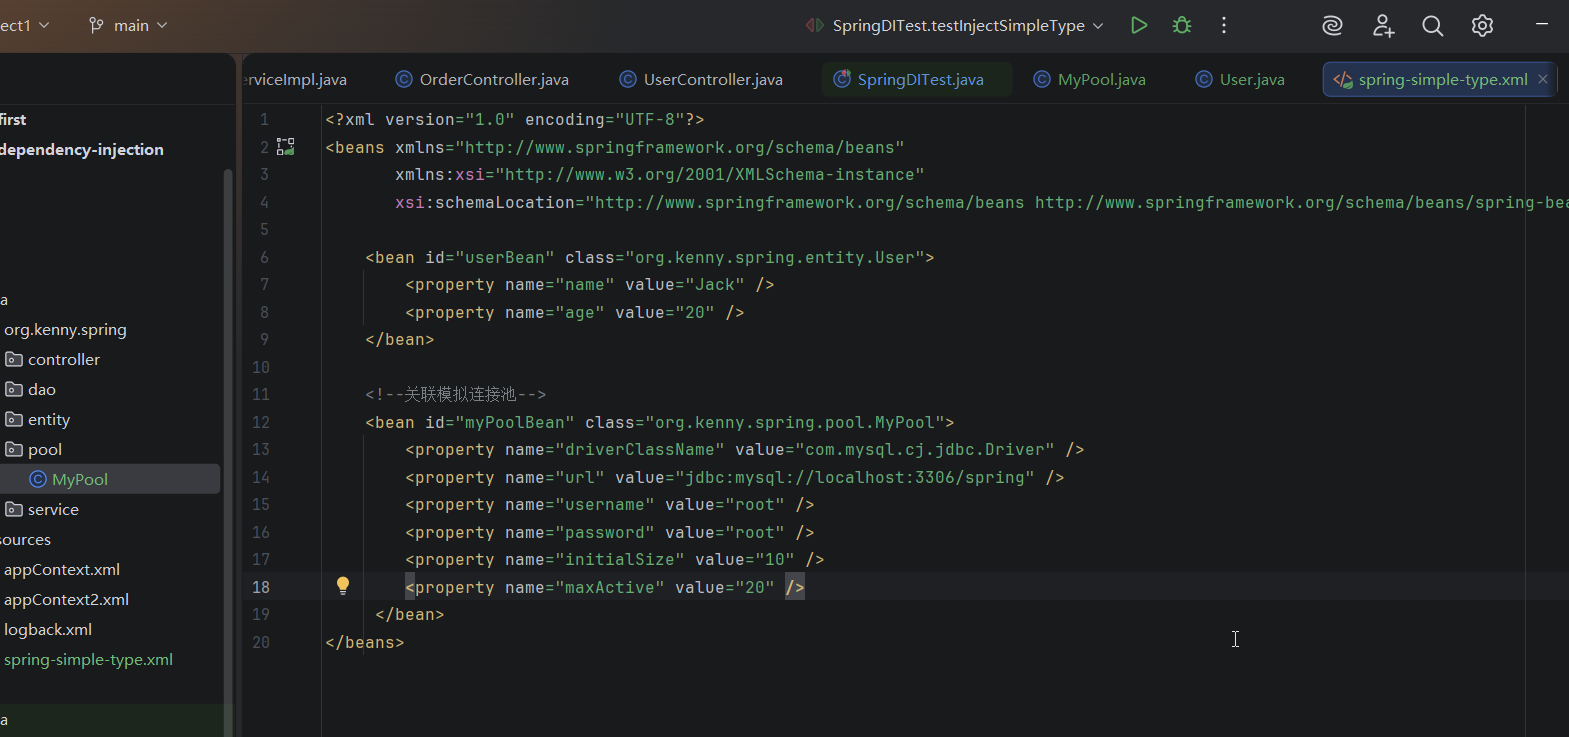 ect1
main
SpringDITest.testInjectSimpleType
erviceImpl.java
OrderController.java
UserController.java
SpringDITest.java
MyPool.java
User.java
spring-simple-type.xml
first
dependency-injection
a
org.kenny.spring
controller
dao
entity
pool
MyPool
service
sources
appContext.xml
appContext2.xml
logback.xml
spring-simple-type.xml
a
1 <?xml version="1.0" encoding="UTF-8"?>
2 <beans xmlns="http://www.springframework.org/schema/beans"
3 xmlns:xsi="http://www.w3.org/2001/XMLSchema-instance"
4 xsi:schemaLocation="http://www.springframework.org/schema/beans http://www.springframework.org/schema/beans/spring-bea
5
6 <bean id="userBean" class="org.kenny.spring.entity.User">
7 <property name="name" value="Jack" />
8 <property name="age" value="20" />
9 </bean>
10
11 <!--关联模拟连接池-->
12 <bean id="myPoolBean" class="org.kenny.spring.pool.MyPool">
13 <property name="driverClassName" value="com.mysql.cj.jdbc.Driver" />
14 <property name="url" value="jdbc:mysql://localhost:3306/spring" />
15 <property name="username" value="root" />
16 <property name="password" value="root" />
17 <property name="initialSize" value="10" />
18 <property name="maxActive" value="20" />
19 </bean>
20 </beans>